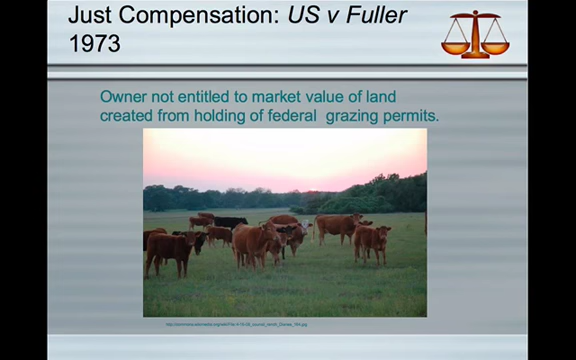 Just Compensation: US v Fuller
1973
Owner not entitled to market value of land
created from holding of federal grazing permits.